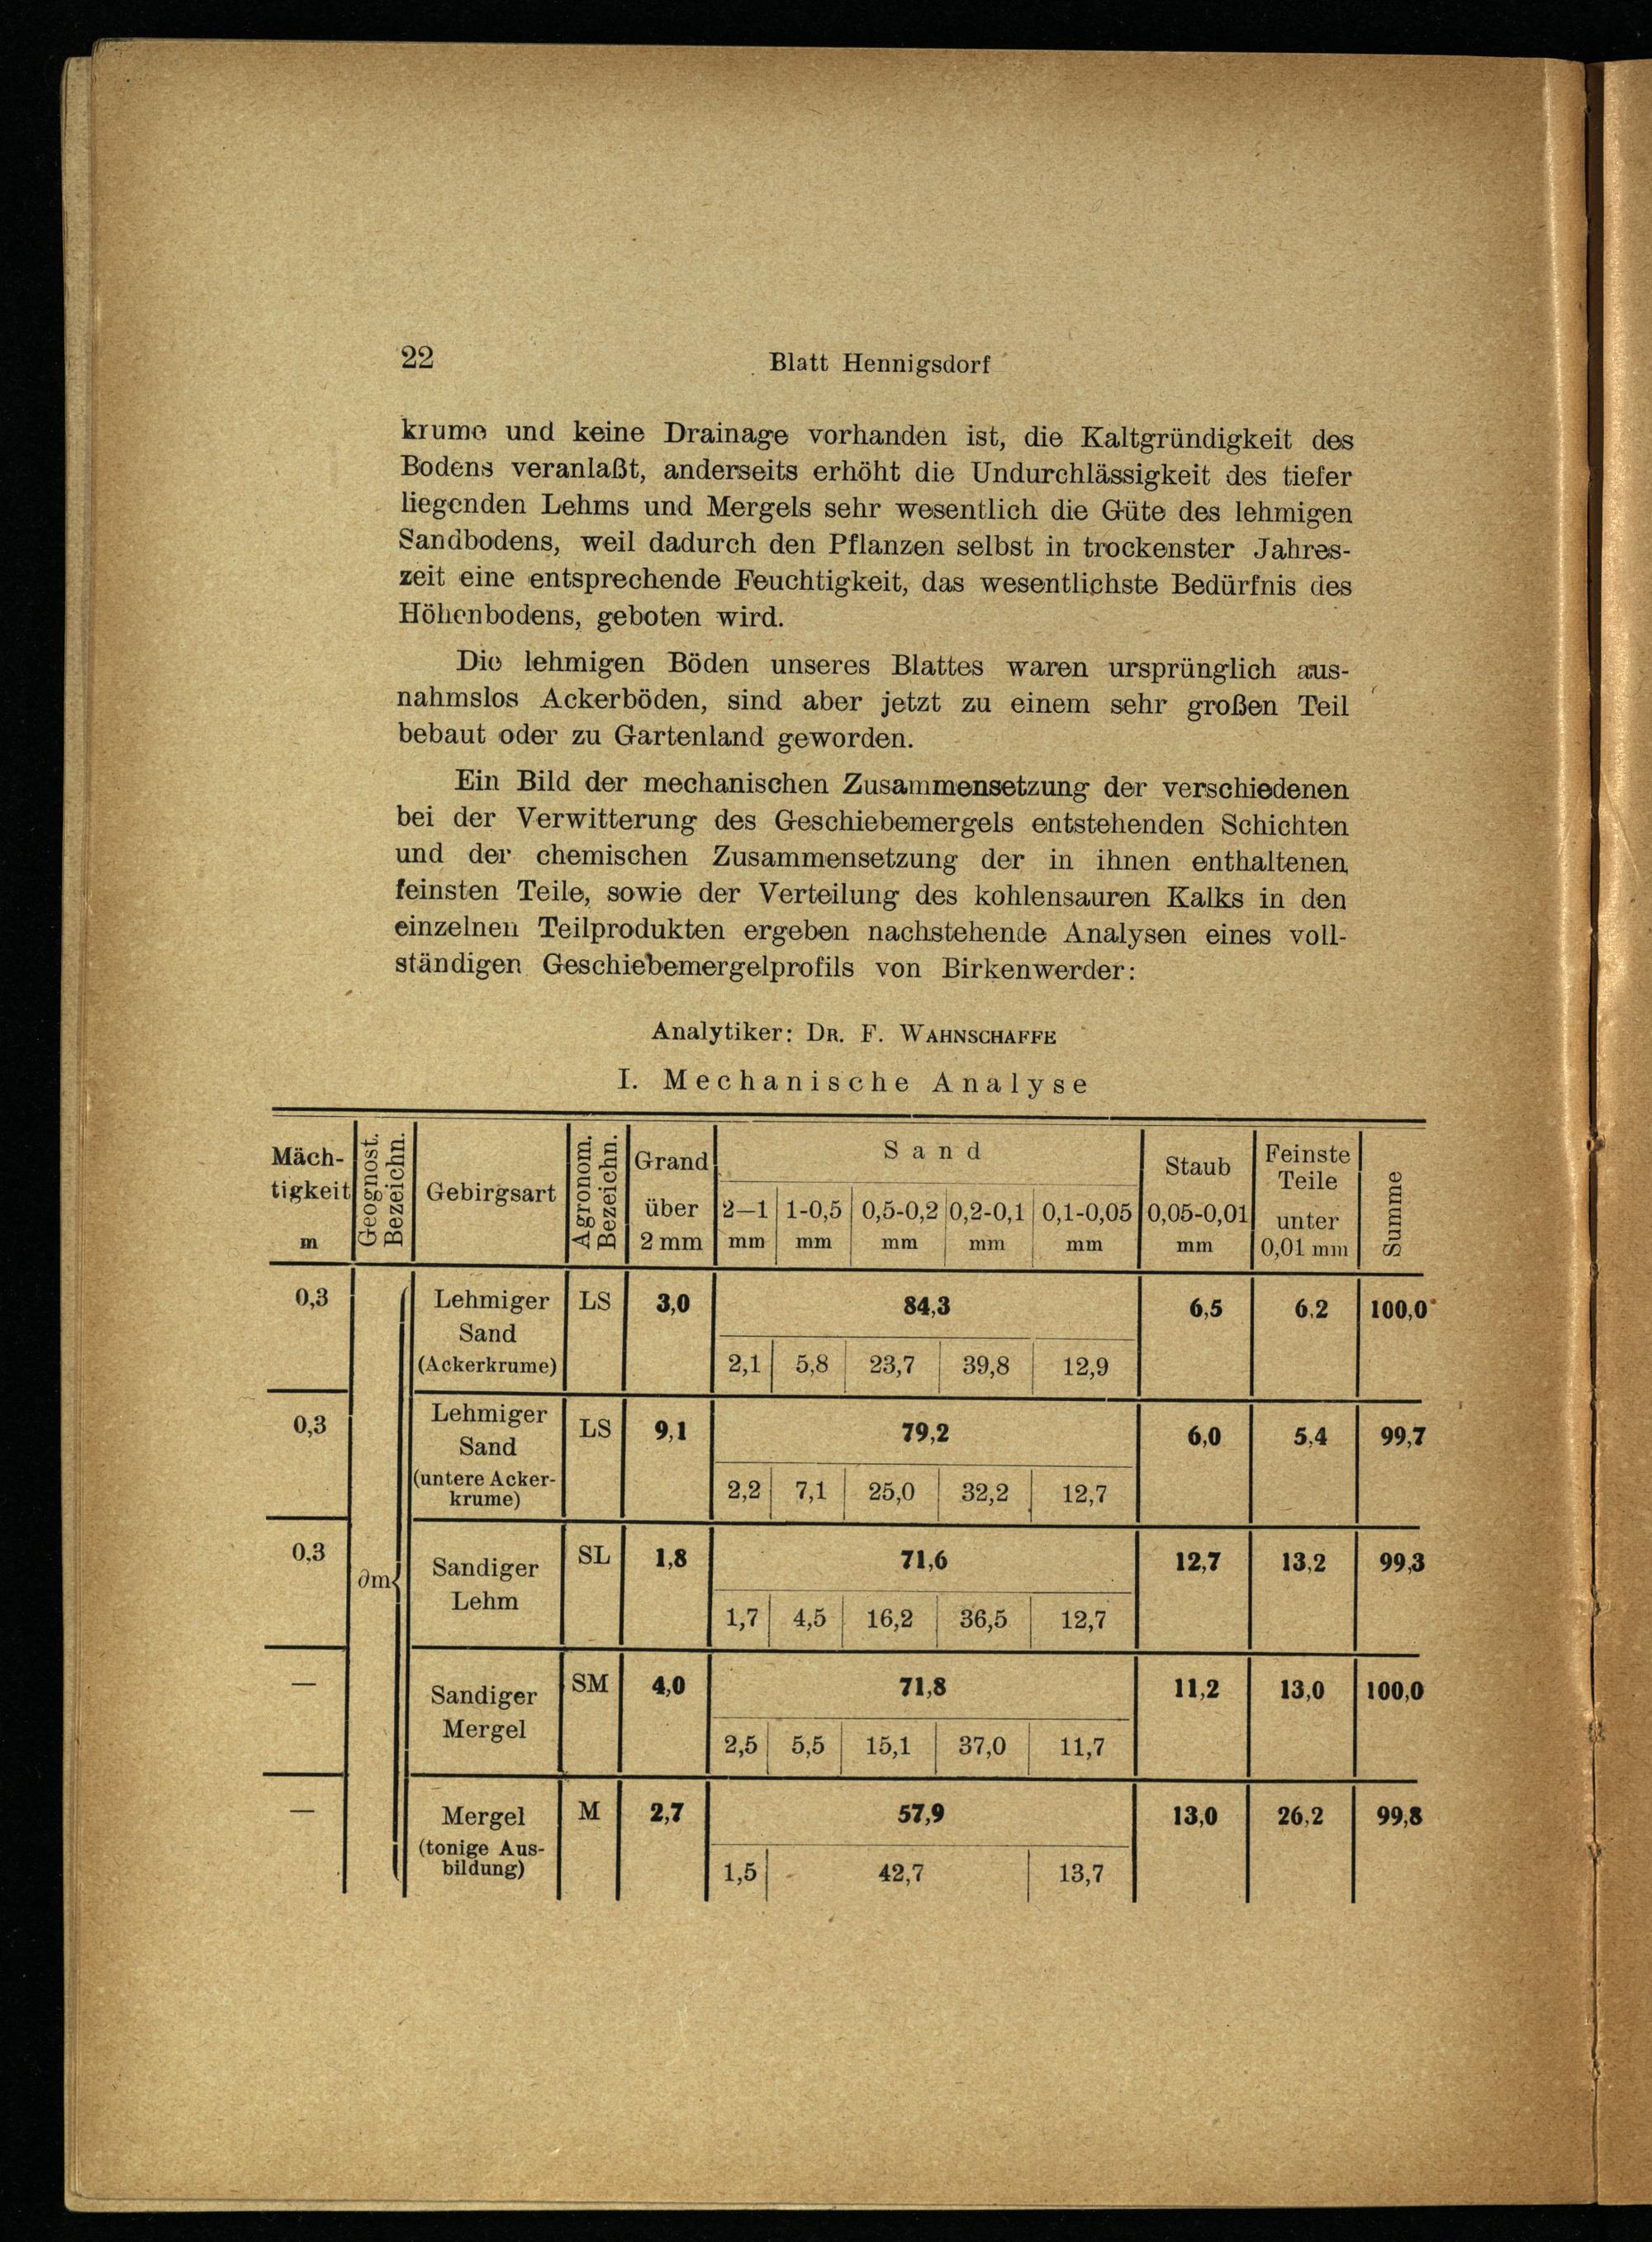 22
Blatt Hennigsdorf
krume und keine Drainage vorhanden ist, die Kaltgründigkeit des
Bodens veranlaßt, anderseits erhöht die Undurchlässigkeit des tiefer
liegenden Lehms und Mergels sehr wesentlich die Güte des lehmigen
Sandbodens, weil dadurch den Pflanzen selbst in trockenster Jahres-
zeit eine entsprechende Feuchtigkeit, das wesentlichste Bedürfnis des
Höhenbodens, geboten wird.
Die lehmigen Böden unseres Blattes waren ursprünglich aus-
nahmslos Ackerböden, sind aber jetzt zu einem sehr großen Teil
bebaut oder zu Gartenland geworden.
Ein Bild der mechanischen Zusammensetzung der verschiedenen
bei der Verwitterung des Geschiebemergels entstehenden Schichten
und der chemischen Zusammensetzung der in ihnen enthaltenen
feinsten Teile, sowie der Verteilung des kohlensauren Kalks in den
einzelnen Teilprodukten ergeben nachstehende Analysen eines voll-
ständigen Geschiebemergelprofils von Birkenwerder:
Analytiker: DR. F. WAHNSCHAFFE
I. Mechanische Analyse
Mäch-
tigkeit
m
Geognost.
Bezeichn.
Gebirgsart
Agronom.
Bezeichn.
Grand
über
2 mm
Sand
2—1 1-0,5 0,5-0,2 0,2-0,1 0,1-0,05
mm mm mm mm mm
Staub
0,05-0,01
mm
Feinste
Teile
unter
0,01 mm
Summe
0,3 Lehmiger LS 3,0 84,3 6,5 6,2 100,0
Sand
(Ackerkrume) 2,1 5,8 23,7 39,8 12,9
0,3 Lehmiger LS 9,1 79,2 6,0 5,4 99,7
Sand
(untere Acker-
krume) 2,2 7,1 25,0 32,2 12,7
0,3 Sandiger SL 1,8 71,6 12,7 13,2 99,3
∂m
Lehm 1,7 4,5 16,2 36,5 12,7
— Sandiger SM 4,0 71,8 11,2 13,0 100,0
Mergel 2,5 5,5 15,1 37,0 11,7
— Mergel M 2,7 57,9 13,0 26,2 99,8
(tonige Aus-
bildung) 1,5 42,7 13,7